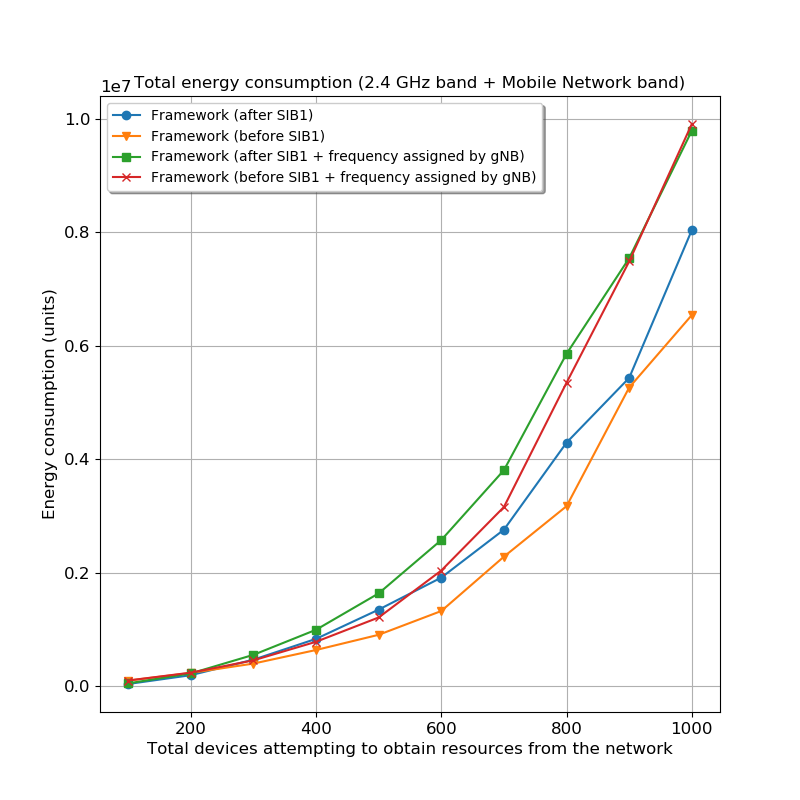 Total energy consumption (2.4 GHz band + Mobile Network band)
1e7
Framework (after SIB1)
Framework (before SIB1)
Framework (after SIB1 + frequency assigned by gNB)
Framework (before SIB1 + frequency assigned by gNB)
Energy consumption (units)
1.0
0.8
0.6
0.4
0.2
0.0
200 400 600 800 1000
Total devices attempting to obtain resources from the network